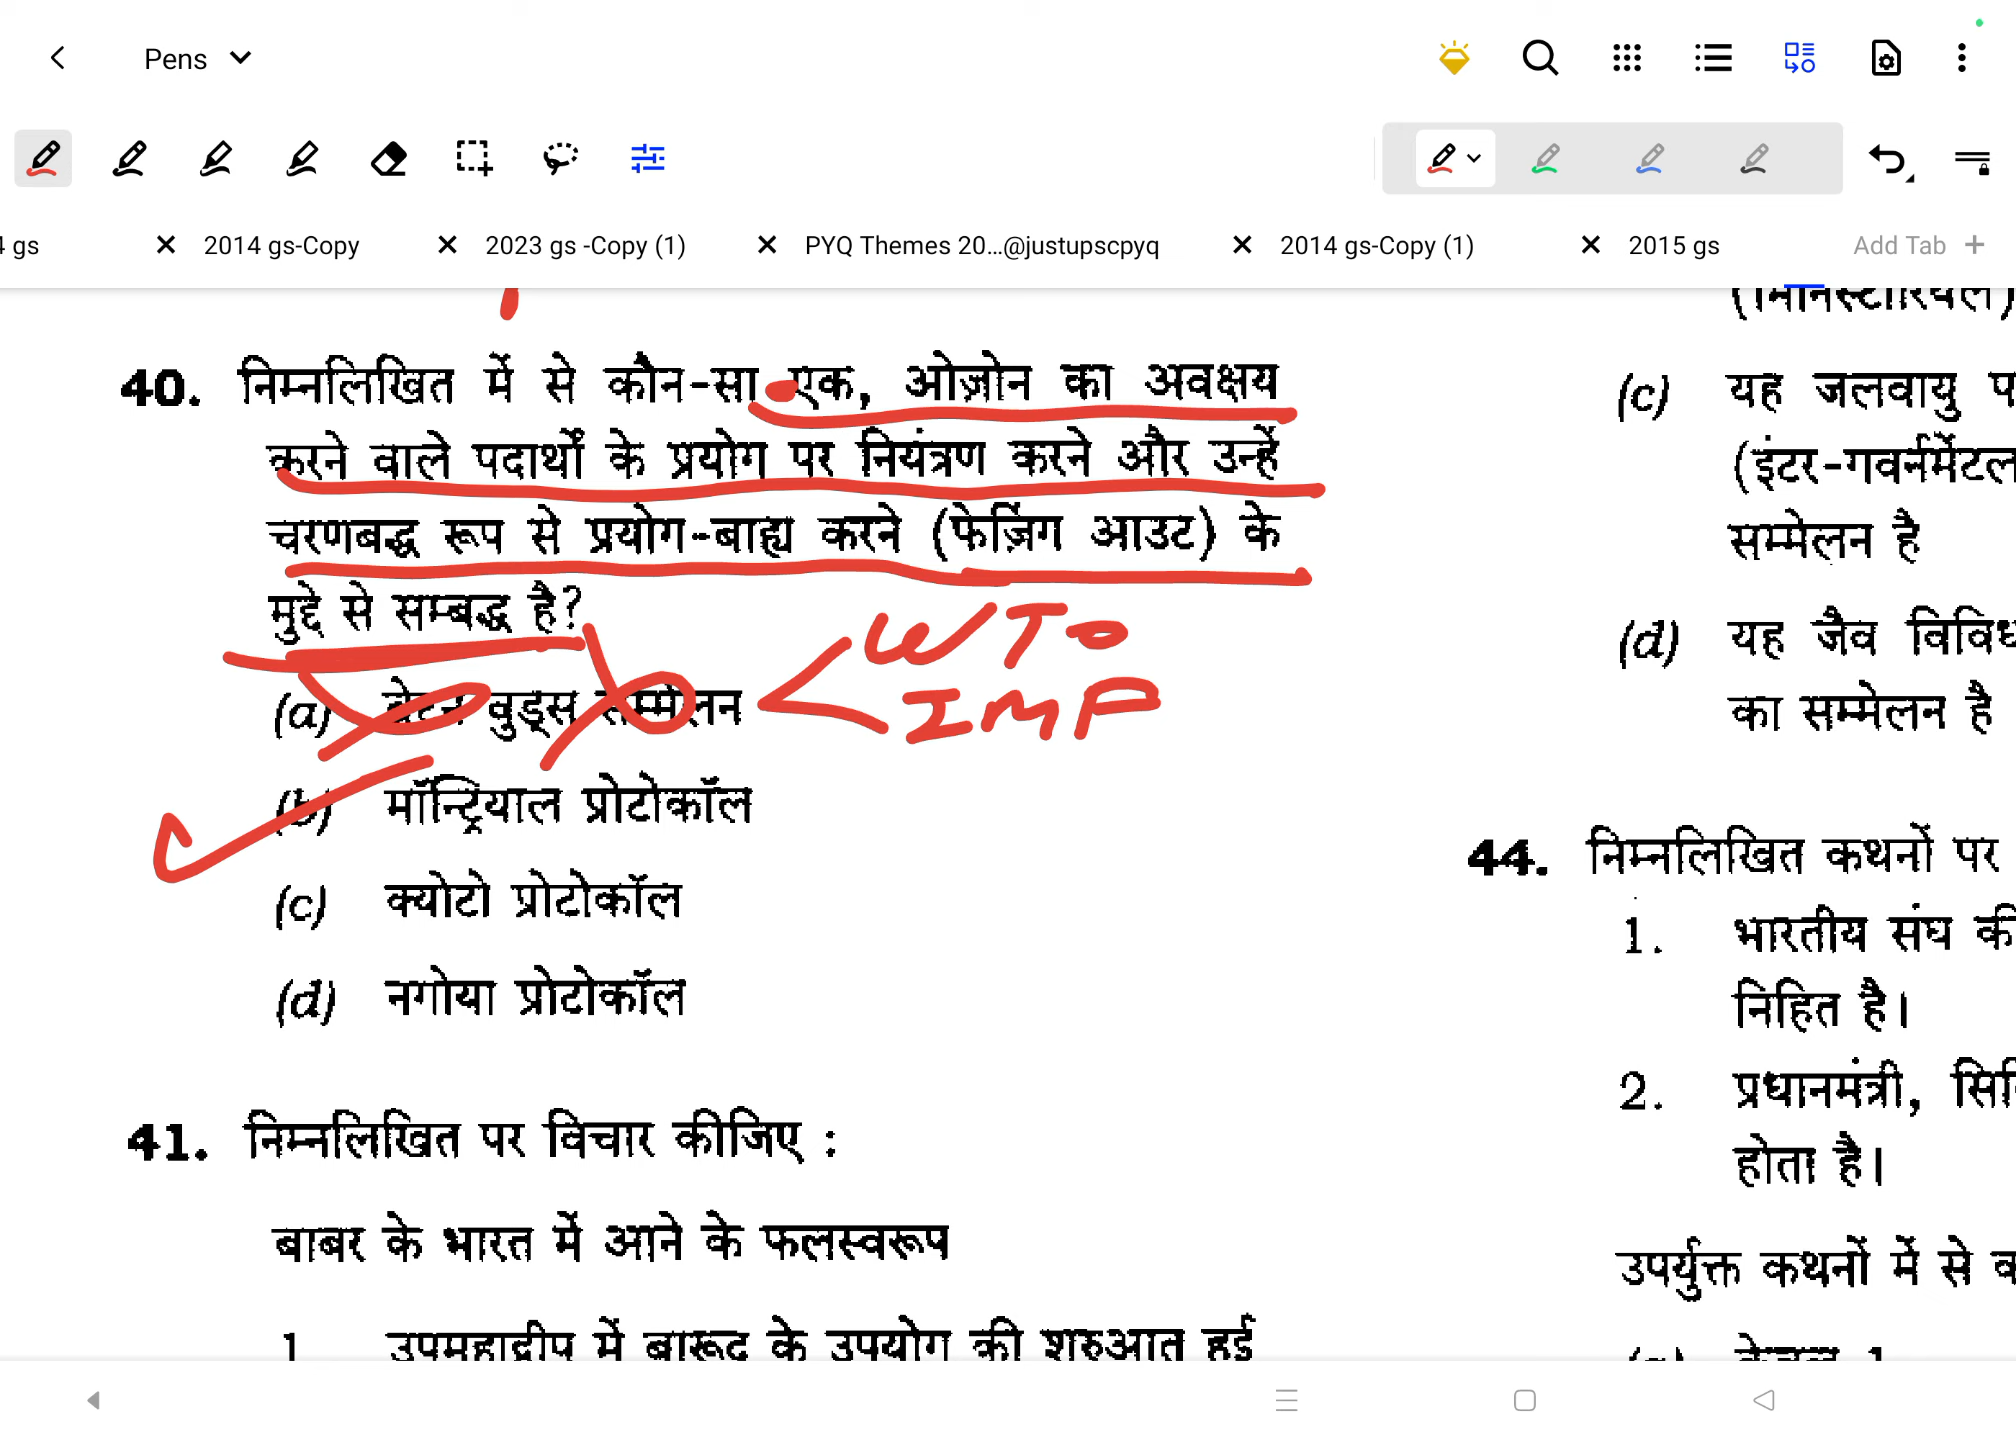 Pens
4 gs
2014 gs-Copy
2023 gs -Copy (1)
PYQ Themes 20...@justupscpyq
2014 gs-Copy (1)
2015 gs
Add Tab +
40. निम्नलिखित में से कौन-सा एक, ओज़ोन का अवक्षय
करने वाले पदार्थों के प्रयोग पर नियंत्रण करने और उन्हें
चरणबद्ध रूप से प्रयोग-बाह्य करने (फेज़िंग आउट) के
मुद्दे से सम्बद्ध है?
(a) ब्रेटन वुड्स सम्मेलन
WTO
IMF
(b) मॉन्ट्रियाल प्रोटोकॉल
(c) क्योटो प्रोटोकॉल
(d) नगोया प्रोटोकॉल
41. निम्नलिखित पर विचार कीजिए :
बाबर के भारत में आने के फलस्वरूप
1 उपमहाद्वीप में बारूद के उपयोग की शुरुआत हुई
(मिनिस्टीरियल)
(c) यह जलवायु
(इंटर-गवर्नमेंटल
सम्मेलन है
(d) यह जैव
का सम्मेलन है
44. निम्नलिखित कथनों पर
1. भारतीय संघ की
निहित है।
2. प्रधानमंत्री,
होता है।
उपर्युक्त कथनों में से
(a) केवल 1